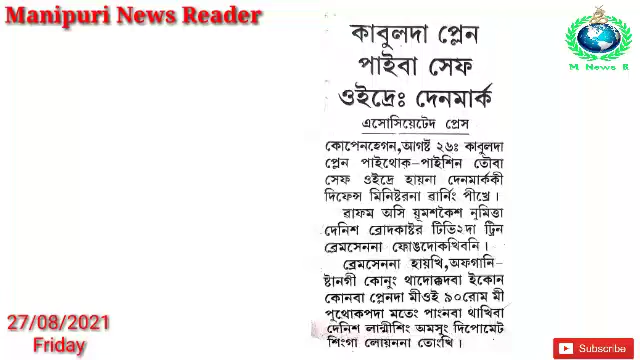 Manipuri News Reader
M News R
কাবুলদা প্লেন
পাইবা সেফ
ওইদ্রেঃ দেনমার্ক
এসোসিয়েটেদ প্রেস
কোপেনহেগন,আগষ্ট ২৬ঃ কাবুলদা
প্লেন পাইথোক-পাইশিন তৌবা
সেফ ওইদ্রে হায়না দেনমার্ককী
দিফেন্স মিনিষ্টরনা ৱার্নিং পীখ্রে।
ৱাফম অসি য়ুমশকৈশ নুমিত্তা
দেনিশ ব্রোদকাষ্টর টিভি২দা ট্রিন
ব্রেমসেননা ফোঙদোকখিবনি।
ব্রেমসেননা হায়খি,অফগানি-
ষ্টানগী কোনুং থাদোক্কদবা ইকোন
কোনবা প্লেনদা মীওই ৯০রোম মী
পুথোকপদা মতেং পাংনবা থাখিবা
দেনিশ লান্মীশিং অমসুং দিপোমেট
শিংগা লোয়ননা তোংখি।
27/08/2021
Friday
Subscribe